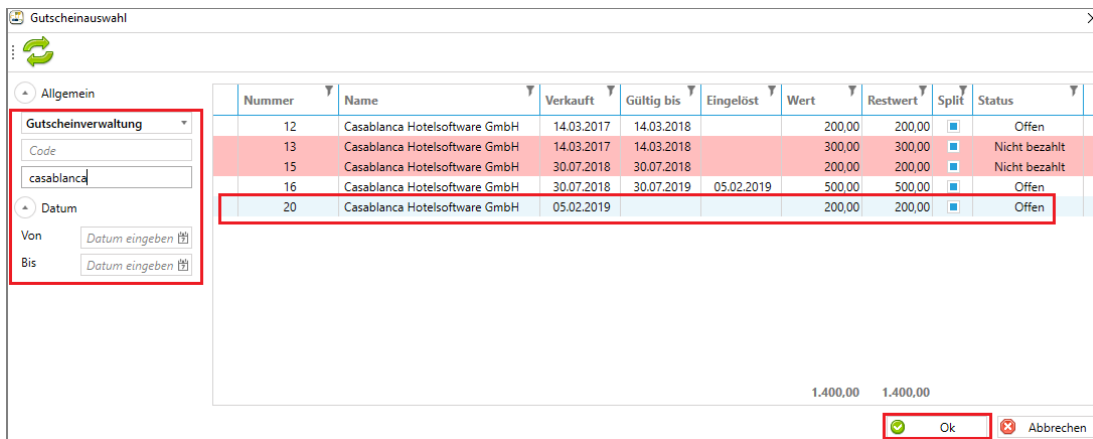 Gutscheinauswahl
Allgemein
Gutscheinverwaltung
Code
casablanca
Datum
Von Datum eingeben
Bis Datum eingeben
Nummer Name Verkauft Gültig bis Eingelöst Wert Restwert Split Status
12 Casablanca Hotelsoftware GmbH 14.03.2017 14.03.2018 200,00 200,00 Offen
13 Casablanca Hotelsoftware GmbH 14.03.2017 14.03.2018 300,00 300,00 Nicht bezahlt
15 Casablanca Hotelsoftware GmbH 30.07.2018 30.07.2018 200,00 200,00 Nicht bezahlt
16 Casablanca Hotelsoftware GmbH 30.07.2018 30.07.2019 05.02.2019 500,00 500,00 Offen
20 Casablanca Hotelsoftware GmbH 05.02.2019 200,00 200,00 Offen
1.400,00 1.400,00
Ok Abbrechen